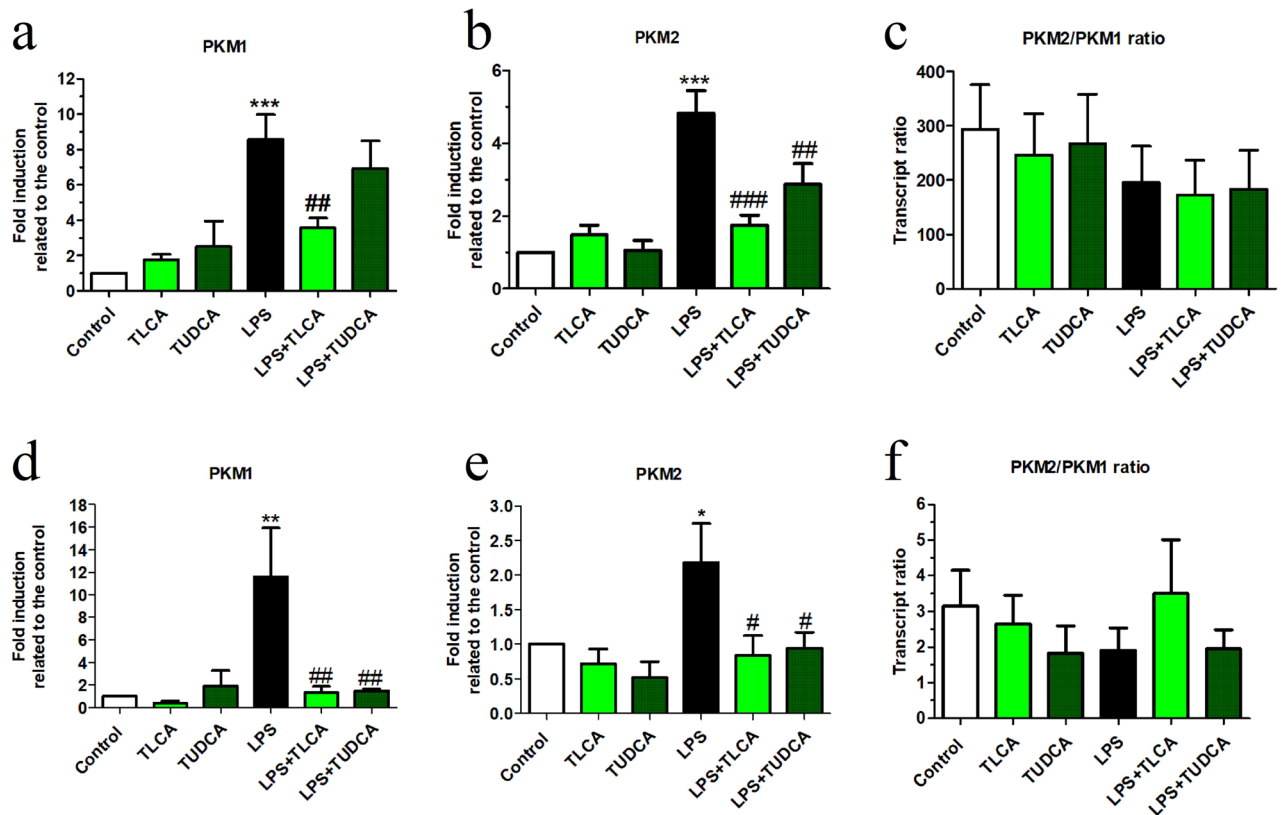 a
PKM1
Fold induction
related to the control
12
10
8
6
4
2
0
***
##
Control
TLCA
TUDCA
LPS
LPS+TLCA
LPS+TUDCA
b
PKM2
Fold induction
related to the control
6
4
2
0
***
###
##
Control
TLCA
TUDCA
LPS
LPS+TLCA
LPS+TUDCA
c
PKM2/PKM1 ratio
Transcript ratio
400
300
200
100
0
Control
TLCA
TUDCA
LPS
LPS+TLCA
LPS+TUDCA
d
PKM1
Fold induction
related to the control
18
16
14
12
10
8
6
4
2
0
**
##
##
Control
TLCA
TUDCA
LPS
LPS+TLCA
LPS+TUDCA
e
PKM2
Fold induction
related to the control
3.0
2.5
2.0
1.5
1.0
0.5
0.0
*
#
#
Control
TLCA
TUDCA
LPS
LPS+TLCA
LPS+TUDCA
f
PKM2/PKM1 ratio
Transcript ratio
6
5
4
3
2
1
0
Control
TLCA
TUDCA
LPS
LPS+TLCA
LPS+TUDCA